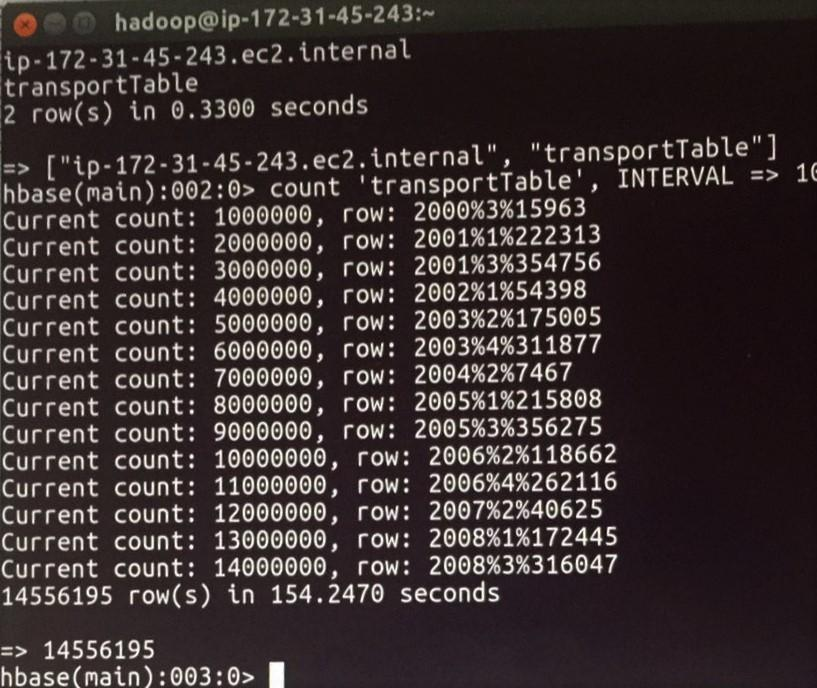 hadoop@ip-172-31-45-243:~
ip-172-31-45-243.ec2.internal
transportTable
2 row(s) in 0.3300 seconds
=> ["ip-172-31-45-243.ec2.internal", "transportTable"]
hbase(main):002:0> count 'transportTable', INTERVAL => 10
Current count: 1000000, row: 2000%3%15963
Current count: 2000000, row: 2001%1%222313
Current count: 3000000, row: 2001%3%354756
Current count: 4000000, row: 2002%1%54398
Current count: 5000000, row: 2003%2%175005
Current count: 6000000, row: 2003%4%311877
Current count: 7000000, row: 2004%2%7467
Current count: 8000000, row: 2005%1%215808
Current count: 9000000, row: 2005%3%356275
Current count: 10000000, row: 2006%2%118662
Current count: 11000000, row: 2006%4%262116
Current count: 12000000, row: 2007%2%40625
Current count: 13000000, row: 2008%1%172445
Current count: 14000000, row: 2008%3%316047
14556195 row(s) in 154.2470 seconds
=> 14556195
hbase(main):003:0>